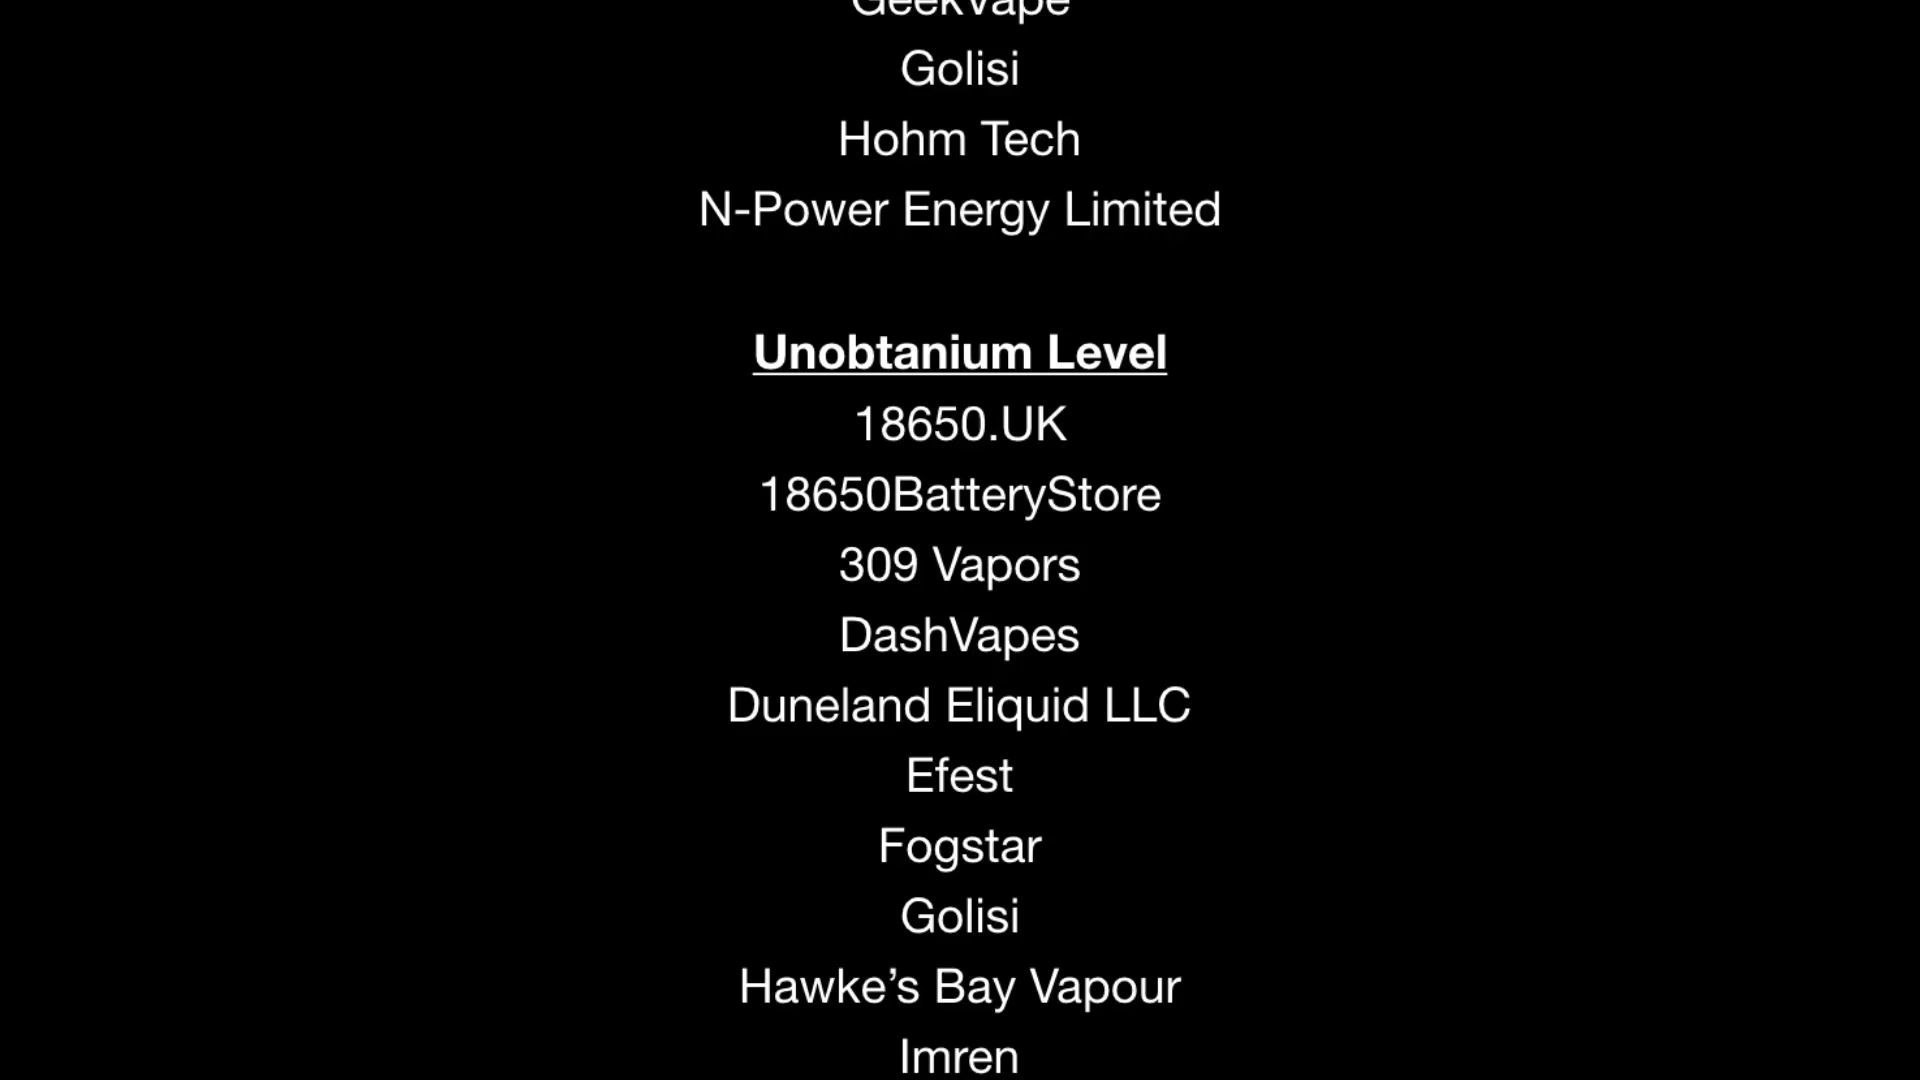 GeekVape
Golisi
Hohm Tech
N-Power Energy Limited
Unobtanium Level
18650.UK
18650BatteryStore
309 Vapors
DashVapes
Duneland Eliquid LLC
Efest
Fogstar
Golisi
Hawke’s Bay Vapour
Imren